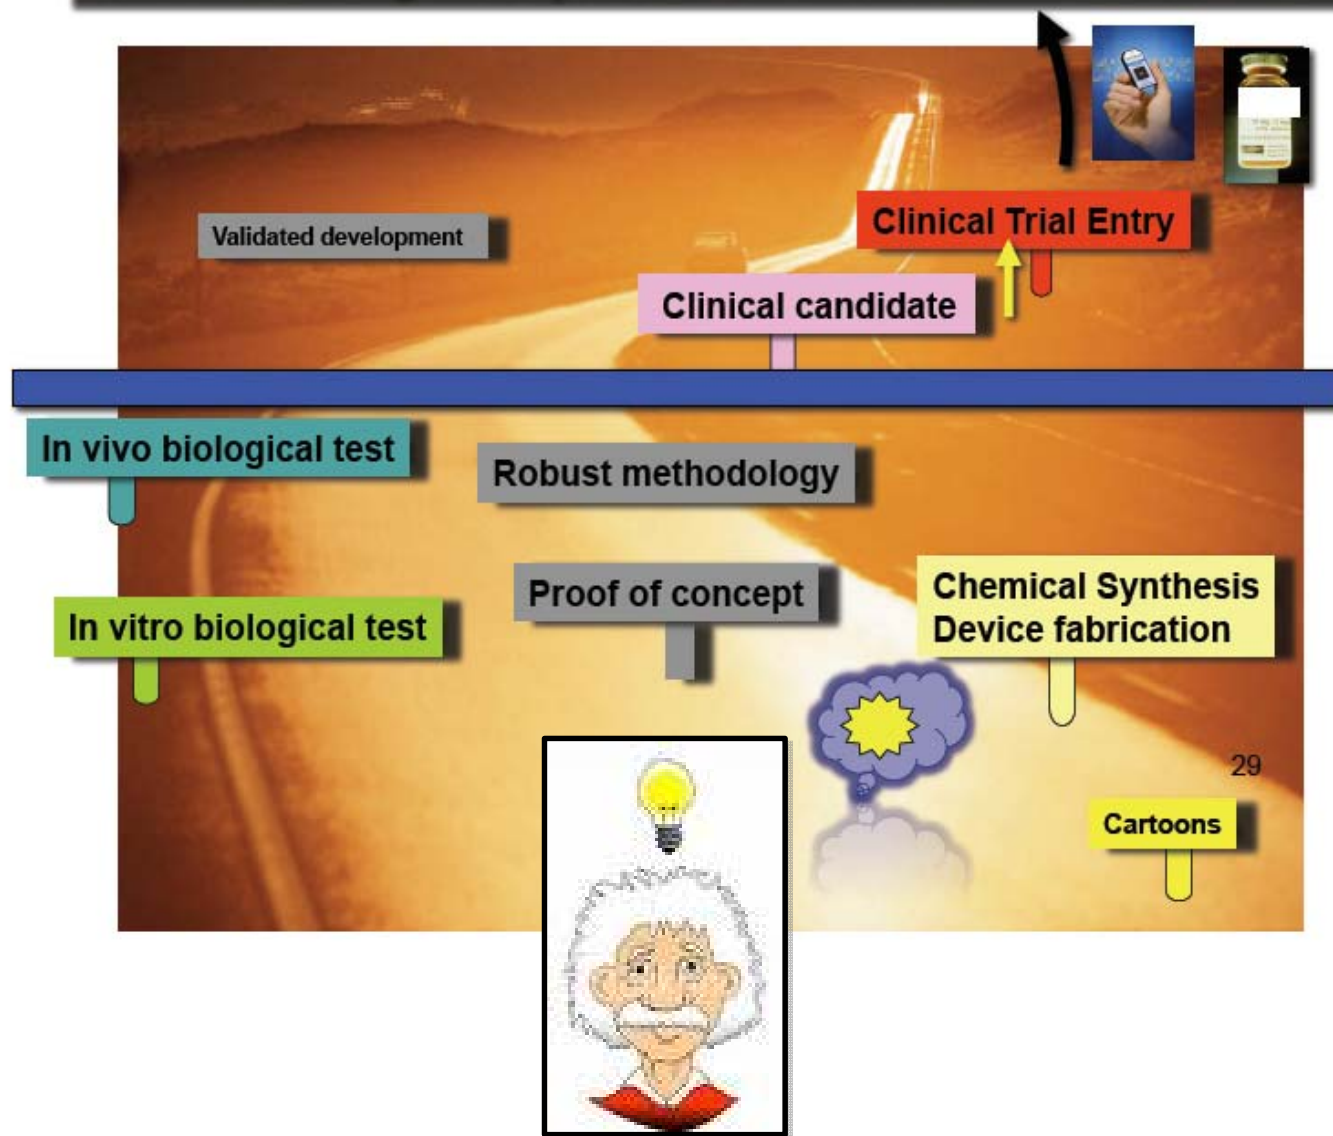 Validated development
Clinical Trial Entry
Clinical candidate
In vivo biological test
Robust methodology
In vitro biological test
Proof of concept
Chemical Synthesis
Device fabrication
29
Cartoons